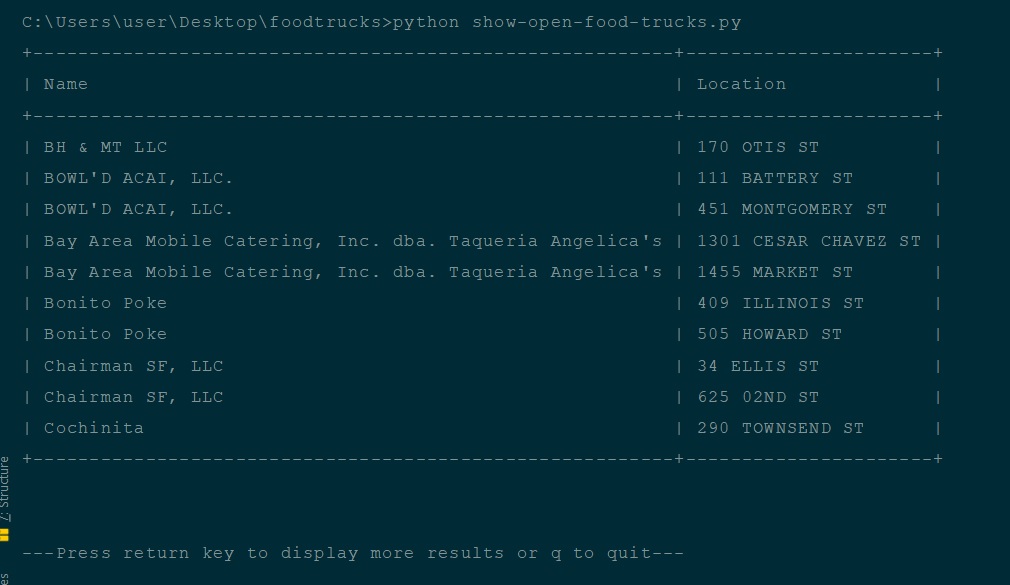 C:\Users\user\Desktop\foodtrucks>python show-open-food-trucks.py
+---------------------------------------------------------+----------------------+
| Name                                                    | Location             |
+---------------------------------------------------------+----------------------+
| BH & MT LLC                                             | 170 OTIS ST          |
| BOWL'D ACAI, LLC.                                       | 111 BATTERY ST       |
| BOWL'D ACAI, LLC.                                       | 451 MONTGOMERY ST    |
| Bay Area Mobile Catering, Inc. dba. Taqueria Angelica's | 1301 CESAR CHAVEZ ST |
| Bay Area Mobile Catering, Inc. dba. Taqueria Angelica's | 1455 MARKET ST       |
| Bonito Poke                                             | 409 ILLINOIS ST      |
| Bonito Poke                                             | 505 HOWARD ST        |
| Chairman SF, LLC                                        | 34 ELLIS ST          |
| Chairman SF, LLC                                        | 625 02ND ST          |
| Cochinita                                               | 290 TOWNSEND ST      |
+---------------------------------------------------------+----------------------+
7: Structure
---Press return key to display more results or q to quit---